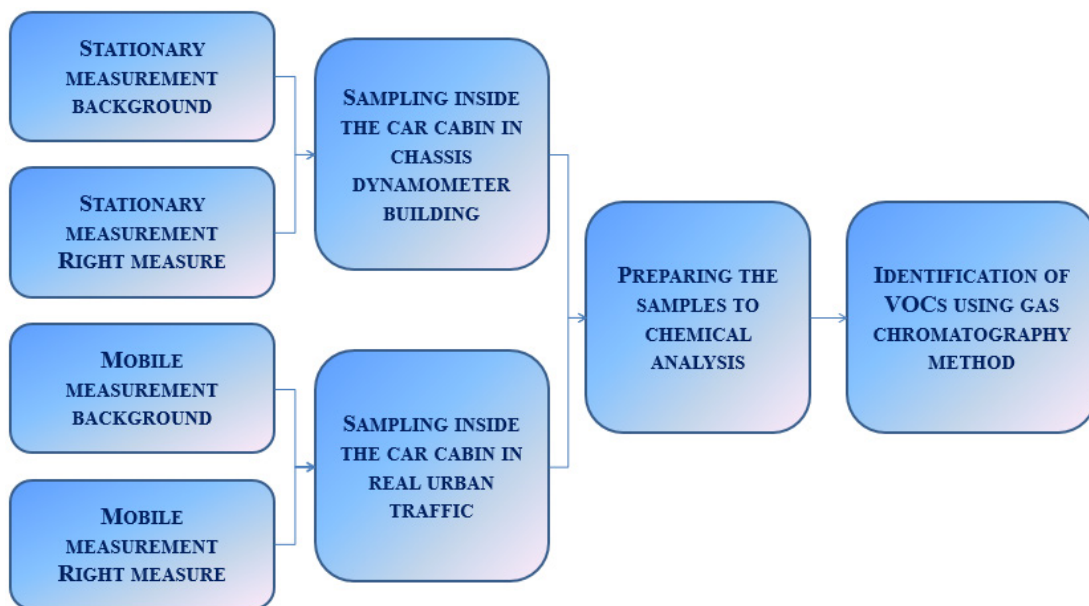 STATIONARY
MEASUREMENT
BACKGROUND
STATIONARY
MEASUREMENT
RIGHT MEASURE
MOBILE
MEASUREMENT
BACKGROUND
MOBILE
MEASUREMENT
RIGHT MEASURE
SAMPLING INSIDE
THE CAR CABIN IN
CHASSIS
DYNAMOMETER
BUILDING
SAMPLING INSIDE
THE CAR CABIN IN
REAL URBAN
TRAFFIC
PREPARING THE
SAMPLES TO
CHEMICAL
ANALYSIS
IDENTIFICATION OF
VOCS USING GAS
CHROMATOGRAPHY
METHOD